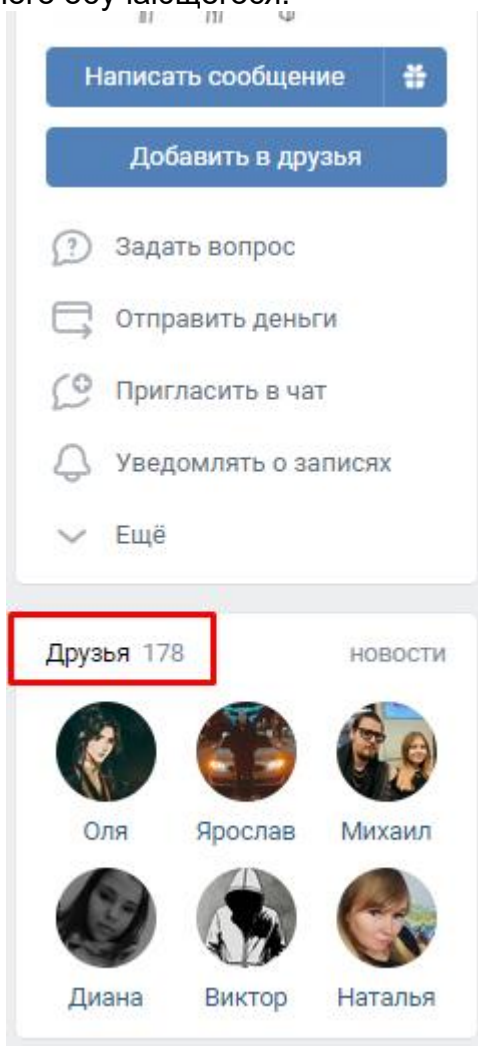 обучающегося.
Написать сообщение
Добавить в друзья
Задать вопрос
Отправить деньги
Пригласить в чат
Уведомлять о записях
Ещё
Друзья 178 новости
Оля Ярослав Михаил
Диана Виктор Наталья